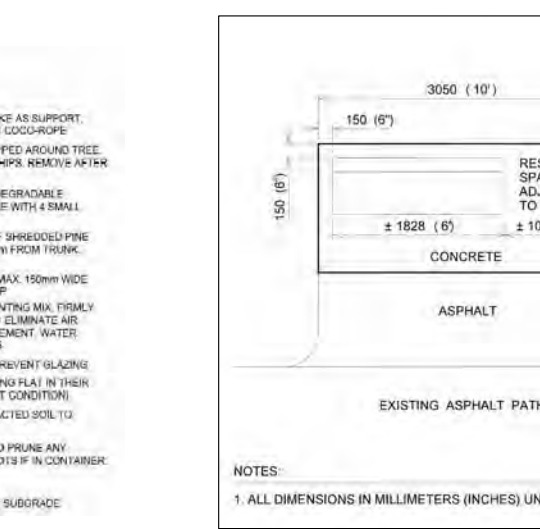 KE AS SUPPORT,
COCO-ROPE
PPED AROUND TREE.
HIPS. REMOVE AFTER
EGRADABLE
E WITH 4 SMALL
F SHREDDED PINE
m FROM TRUNK.
MAX. 150mm WIDE
P
NTING MIX, FIRMLY
ELIMINATE AIR
EMENT. WATER
REVENT GLAZING
NG FLAT IN THEIR
T CONDITION)
ACTED SOIL TO
D PRUNE ANY
OTS IF IN CONTAINER.
SUBGRADE
3050 (10')
150 (6")
150 (6")
RES
SPA
ADJ
TO
± 1828 (6')
± 10
CONCRETE
ASPHALT
EXISTING ASPHALT PATH
NOTES:
1. ALL DIMENSIONS IN MILLIMETERS (INCHES) UN